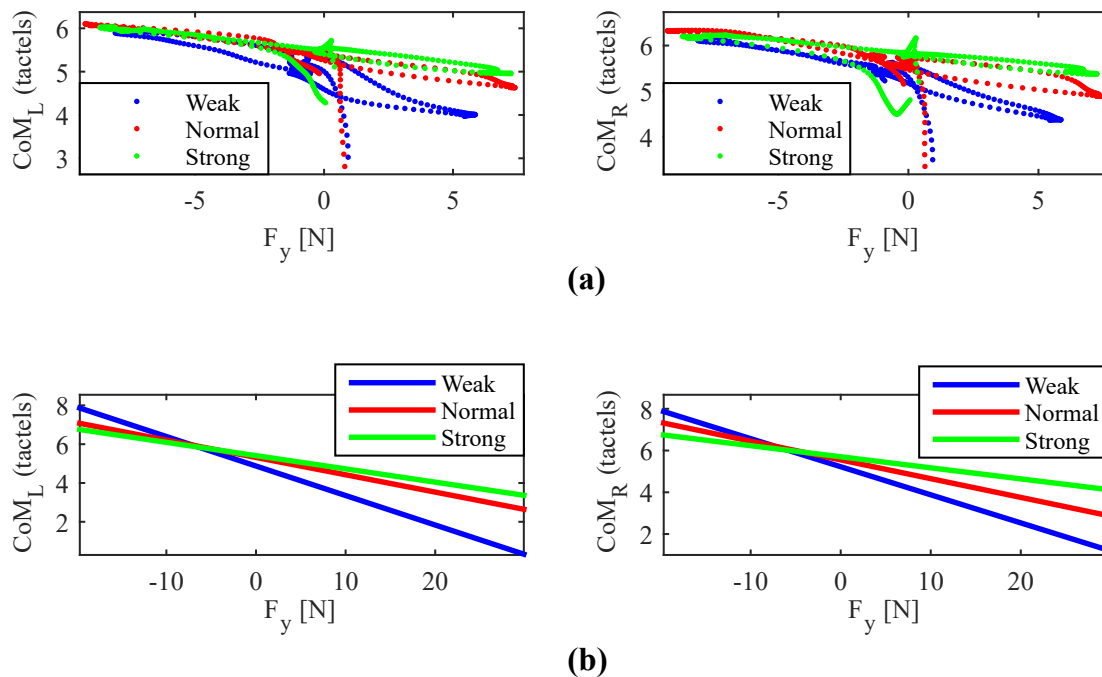 6
5
4
3
CoM_L (tactels)
Weak
Normal
Strong
-5
0
5
F_y [N]
6
5
4
CoM_R (tactels)
Weak
Normal
Strong
-5
0
5
F_y [N]
(a)
8
6
4
2
CoM_L (tactels)
Weak
Normal
Strong
-10
0
10
20
F_y [N]
8
6
4
2
CoM_R (tactels)
Weak
Normal
Strong
-10
0
10
20
F_y [N]
(b)